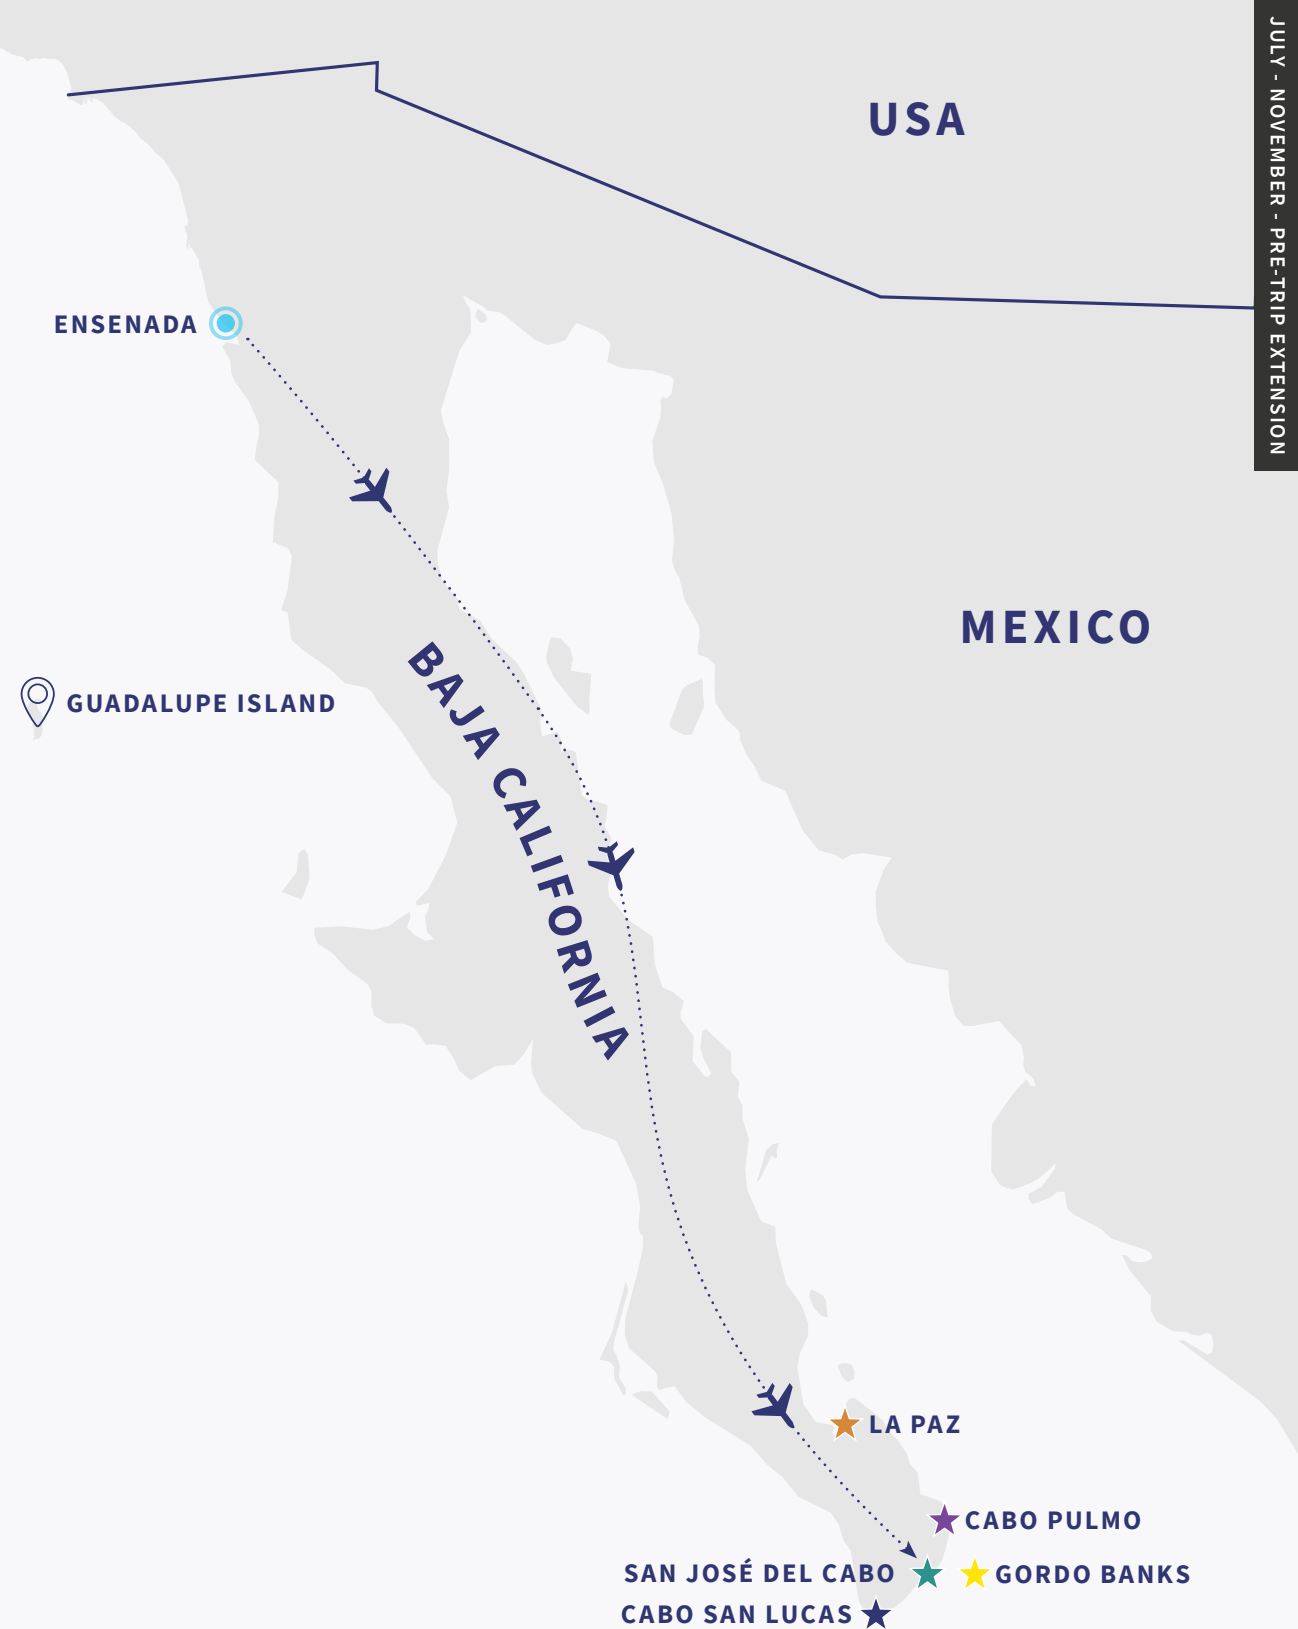 JULY - NOVEMBER - PRE-TRIP EXTENSION
USA
ENSENADA
MEXICO
GUADALUPE ISLAND
BAJA CALIFORNIA
LA PAZ
CABO PULMO
SAN JOSÉ DEL CABO
GORDO BANKS
CABO SAN LUCAS